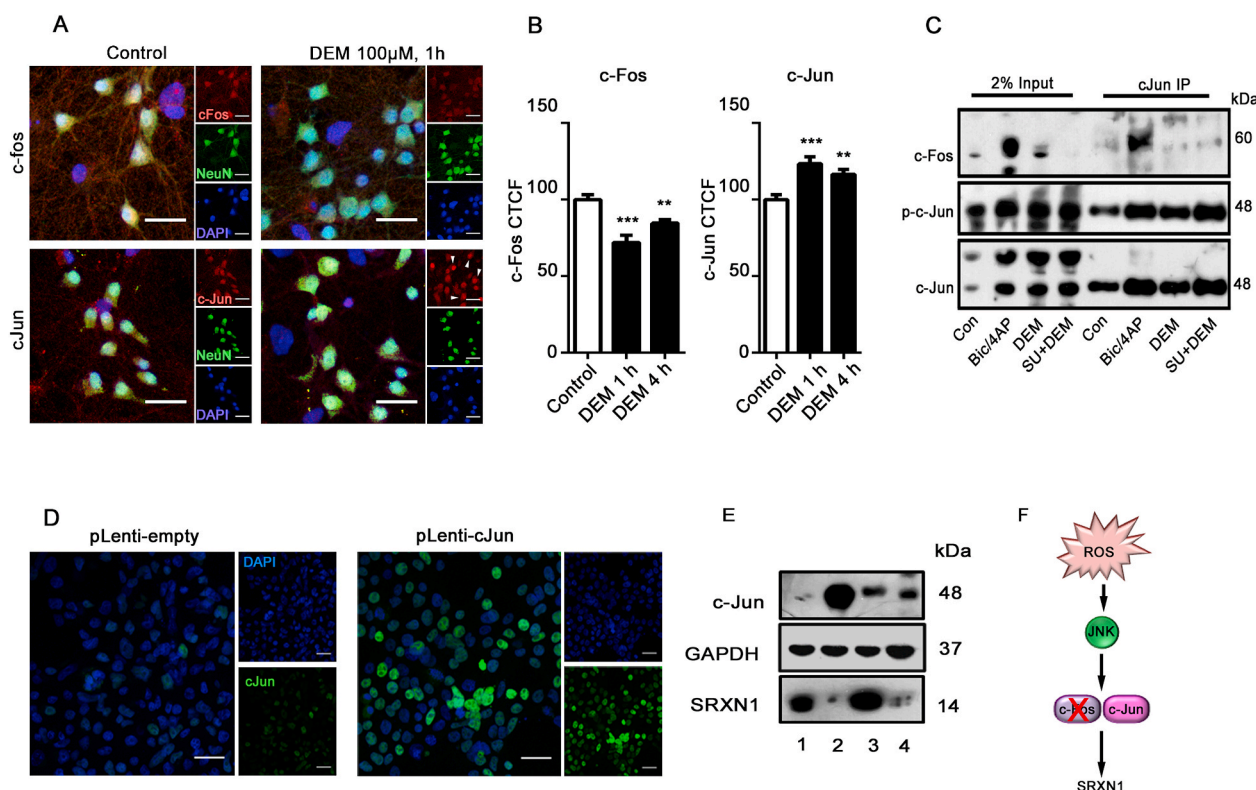 A
Control
DEM 100µM, 1h
c-fos
cFos
NeuN
DAPI
cJun
c-Jun
NeuN
DAPI
B
c-Fos
c-Jun
150
100
50
0
c-Fos CTCF
***
**
Control
DEM 1 h
DEM 4 h
150
100
50
0
c-Jun CTCF
***
**
Control
DEM 1 h
DEM 4 h
C
2% Input
cJun IP
kDa
c-Fos
60
p-c-Jun
48
c-Jun
48
Con
Bic/4AP
DEM
SU+DEM
Con
Bic/4AP
DEM
SU+DEM
D
pLenti-empty
pLenti-cJun
DAPI
cJun
E
kDa
c-Jun
48
GAPDH
37
SRXN1
14
1 2 3 4
F
ROS
JNK
c-Fos
c-Jun
SRXN1